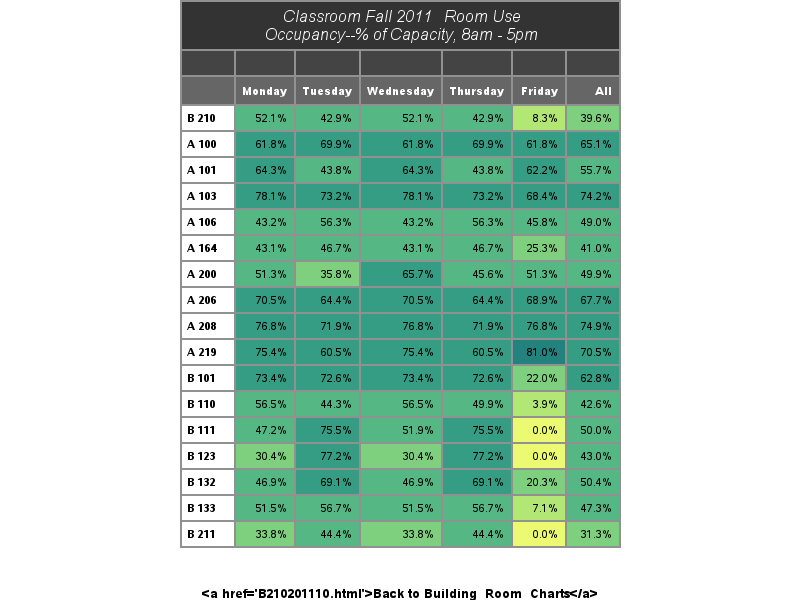 Classroom Fall 2011 Room Use
Occupancy--% of Capacity, 8am - 5pm
Monday Tuesday Wednesday Thursday Friday All
B 210 52.1% 42.9% 52.1% 42.9% 8.3% 39.6%
A 100 61.8% 69.9% 61.8% 69.9% 61.8% 65.1%
A 101 64.3% 43.8% 64.3% 43.8% 62.2% 55.7%
A 103 78.1% 73.2% 78.1% 73.2% 68.4% 74.2%
A 106 43.2% 56.3% 43.2% 56.3% 45.8% 49.0%
A 164 43.1% 46.7% 43.1% 46.7% 25.3% 41.0%
A 200 51.3% 35.8% 65.7% 45.6% 51.3% 49.9%
A 206 70.5% 64.4% 70.5% 64.4% 68.9% 67.7%
A 208 76.8% 71.9% 76.8% 71.9% 76.8% 74.9%
A 219 75.4% 60.5% 75.4% 60.5% 81.0% 70.5%
B 101 73.4% 72.6% 73.4% 72.6% 22.0% 62.8%
B 110 56.5% 44.3% 56.5% 49.9% 3.9% 42.6%
B 111 47.2% 75.5% 51.9% 75.5% 0.0% 50.0%
B 123 30.4% 77.2% 30.4% 77.2% 0.0% 43.0%
B 132 46.9% 69.1% 46.9% 69.1% 20.3% 50.4%
B 133 51.5% 56.7% 51.5% 56.7% 7.1% 47.3%
B 211 33.8% 44.4% 33.8% 44.4% 0.0% 31.3%
<a href='B210201110.html'>Back to Building Room Charts</a>